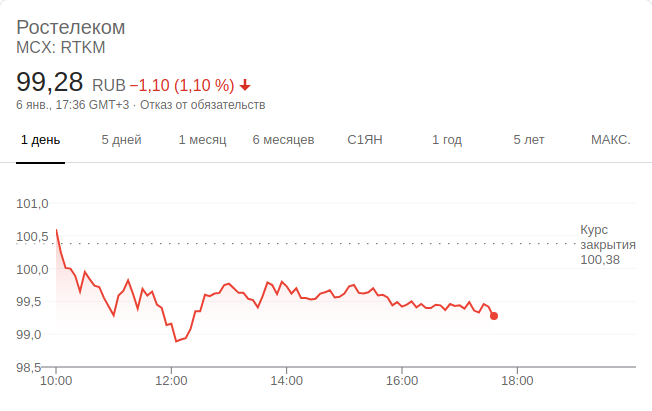 Ростелеком
MCX: RTKM
99,28 RUB −1,10 (1,10 %)
6 янв., 17:36 GMT+3 · Отказ от обязательств
1 день 5 дней 1 месяц 6 месяцев С1ЯН 1 год 5 лет МАКС.
101,0
100,5
100,0
99,5
99,0
98,5
Курс
закрытия
100,38
10:00 12:00 14:00 16:00 18:00